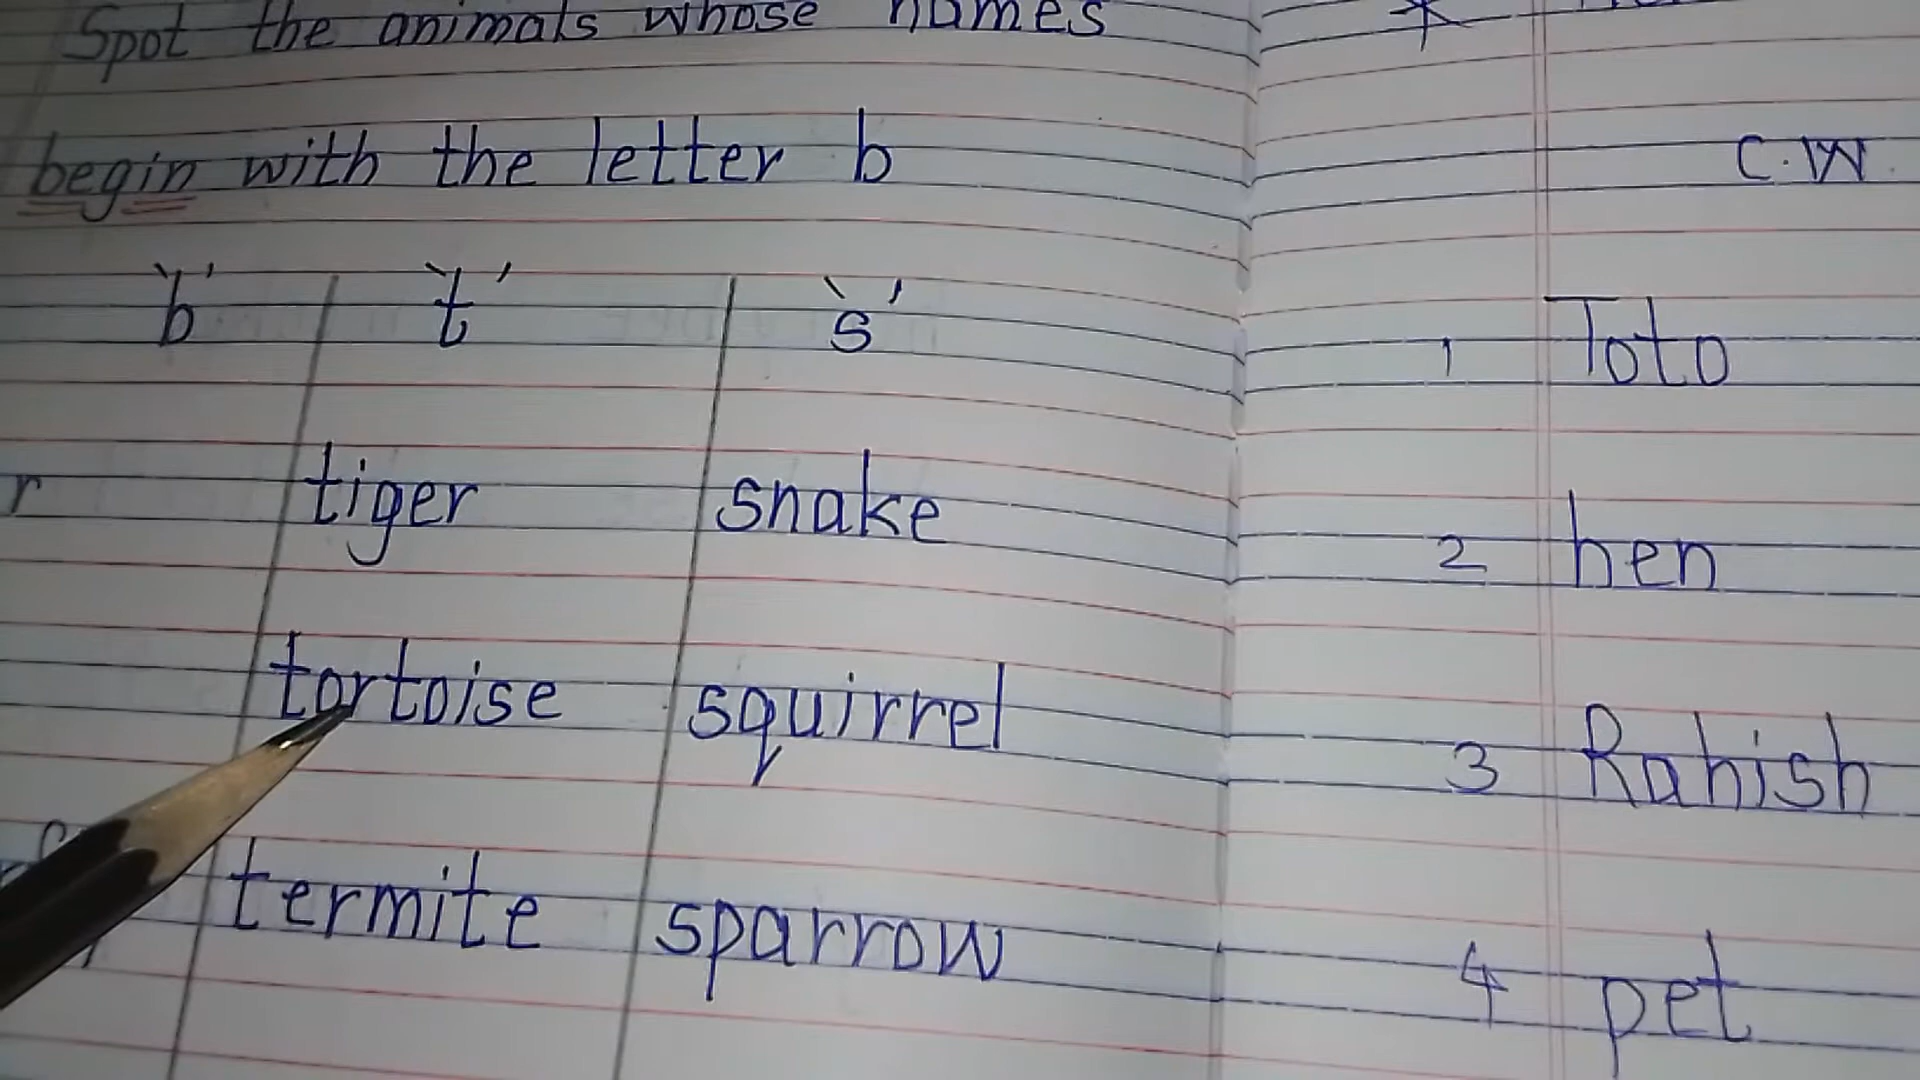 Spot the animals whose names
begin with the letter b
'b' 't' 's'
r tiger snake
tortoise squirrel
termite sparrow
C.W.
1 Toto
2 hen
3 Rahish
4 pet